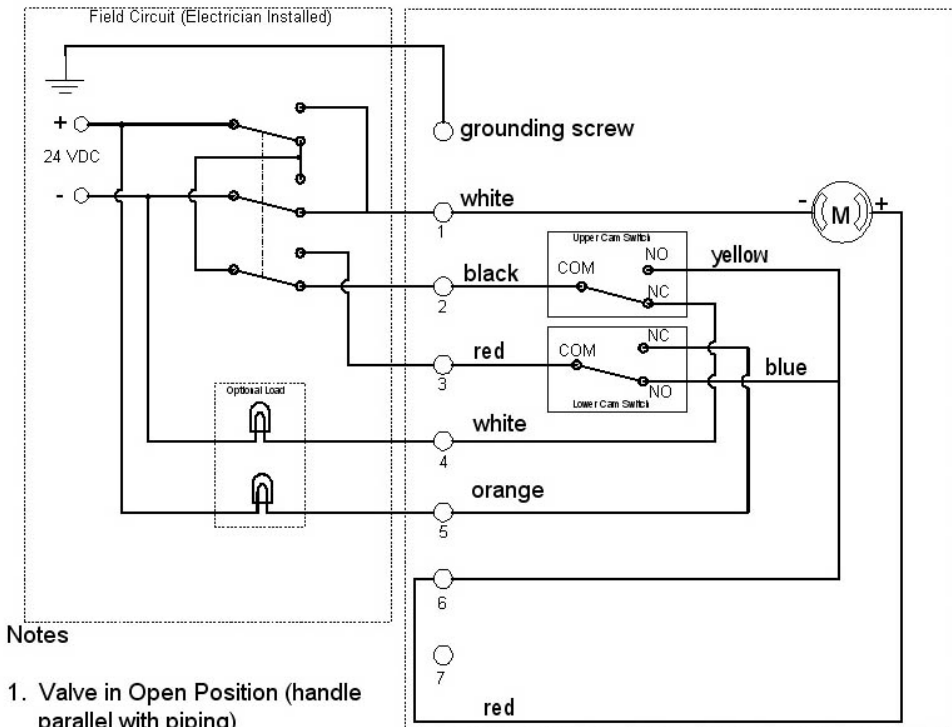 Field Circuit (Electrician Installed)
+
24 VDC
-
grounding screw
white
1
- M +
Upper Cam Switch
NO
yellow
COM
NC
black
2
NC
COM
red
3
blue
NO
Lower Cam Switch
Optional Load
white
4
orange
5
6
7
red
Notes
1. Valve in Open Position (handle
parallel with piping)